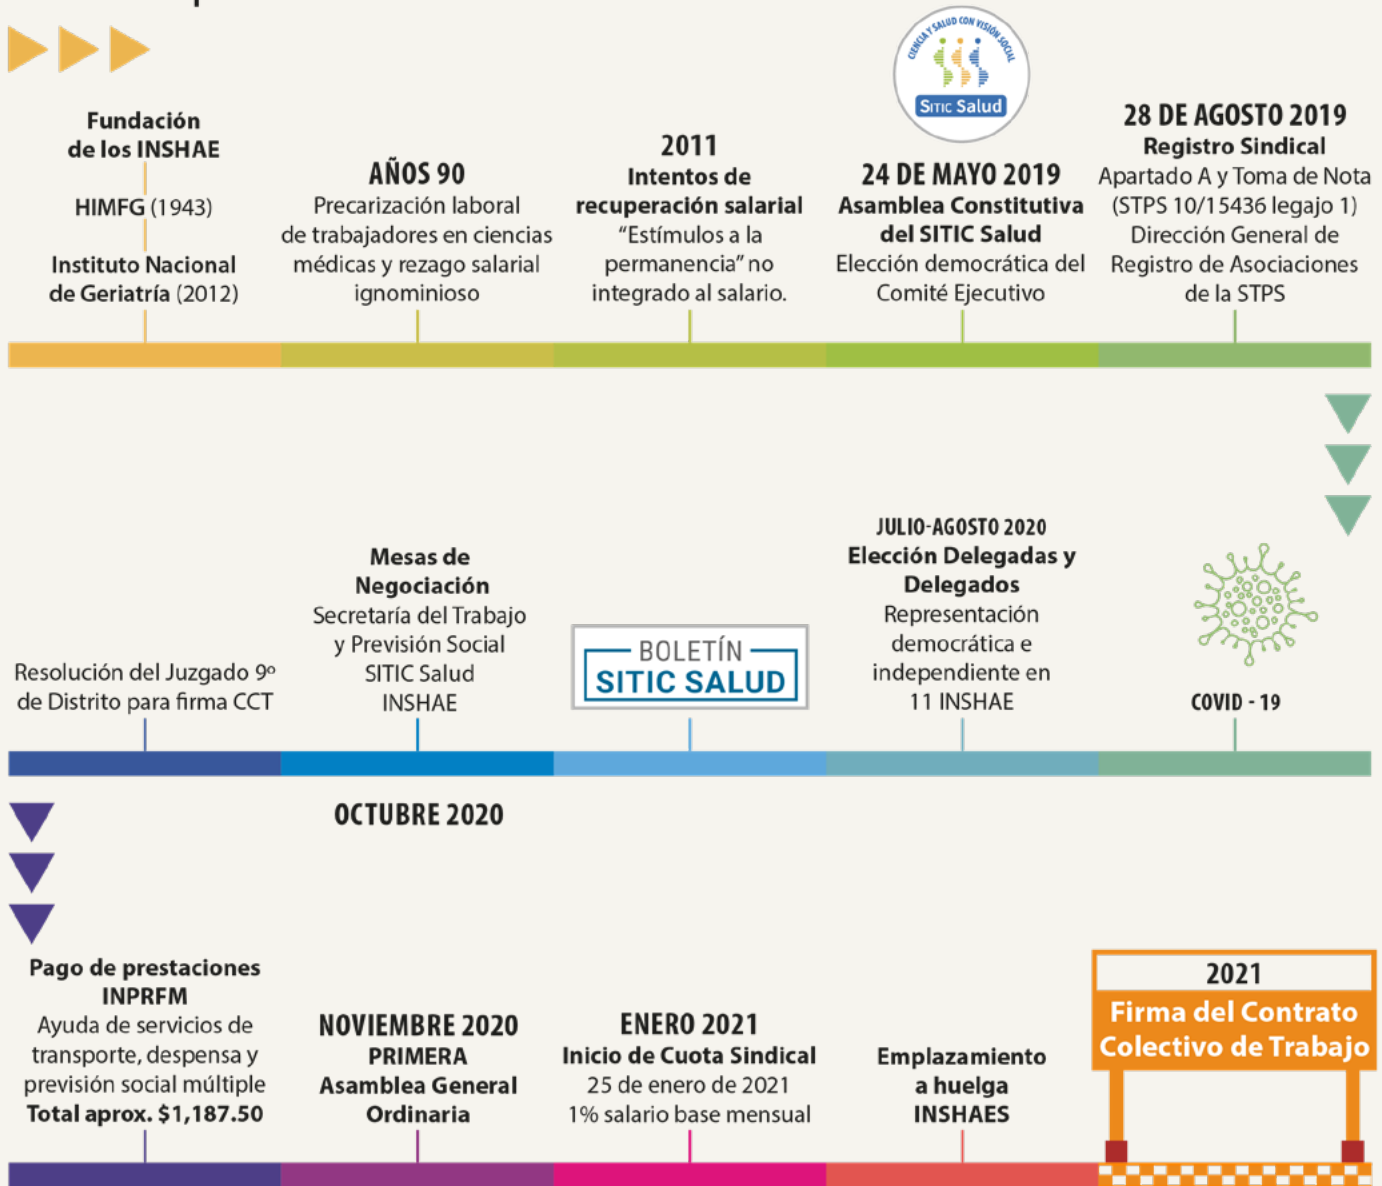 Fundación
de los INSHAE
HIMFG (1943)
Instituto Nacional
de Geriatría (2012)
AÑOS 90
Precarización laboral
de trabajadores en ciencias
médicas y rezago salarial
ignominioso
2011
Intentos de
recuperación salarial
“Estímulos a la
permanencia” no
integrado al salario.
CIENCIA Y SALUD CON VISIÓN SOCIAL
SITIC Salud
24 DE MAYO 2019
Asamblea Constitutiva
del SITIC Salud
Elección democrática del
Comité Ejecutivo
28 DE AGOSTO 2019
Registro Sindical
Apartado A y Toma de Nota
(STPS 10/15436 legajo 1)
Dirección General de
Registro de Asociaciones
de la STPS
COVID - 19
JULIO-AGOSTO 2020
Elección Delegadas y
Delegados
Representación
democrática e
independiente en
11 INSHAE
BOLETÍN
SITIC SALUD
Mesas de
Negociación
Secretaría del Trabajo
y Previsión Social
SITIC Salud
INSHAE
OCTUBRE 2020
Resolución del Juzgado 9º
de Distrito para firma CCT
Pago de prestaciones
INPRFM
Ayuda de servicios de
transporte, despensa y
previsión social múltiple
Total aprox. $1,187.50
NOVIEMBRE 2020
PRIMERA
Asamblea General
Ordinaria
ENERO 2021
Inicio de Cuota Sindical
25 de enero de 2021
1% salario base mensual
Emplazamiento
a huelga
INSHAES
2021
Firma del Contrato
Colectivo de Trabajo